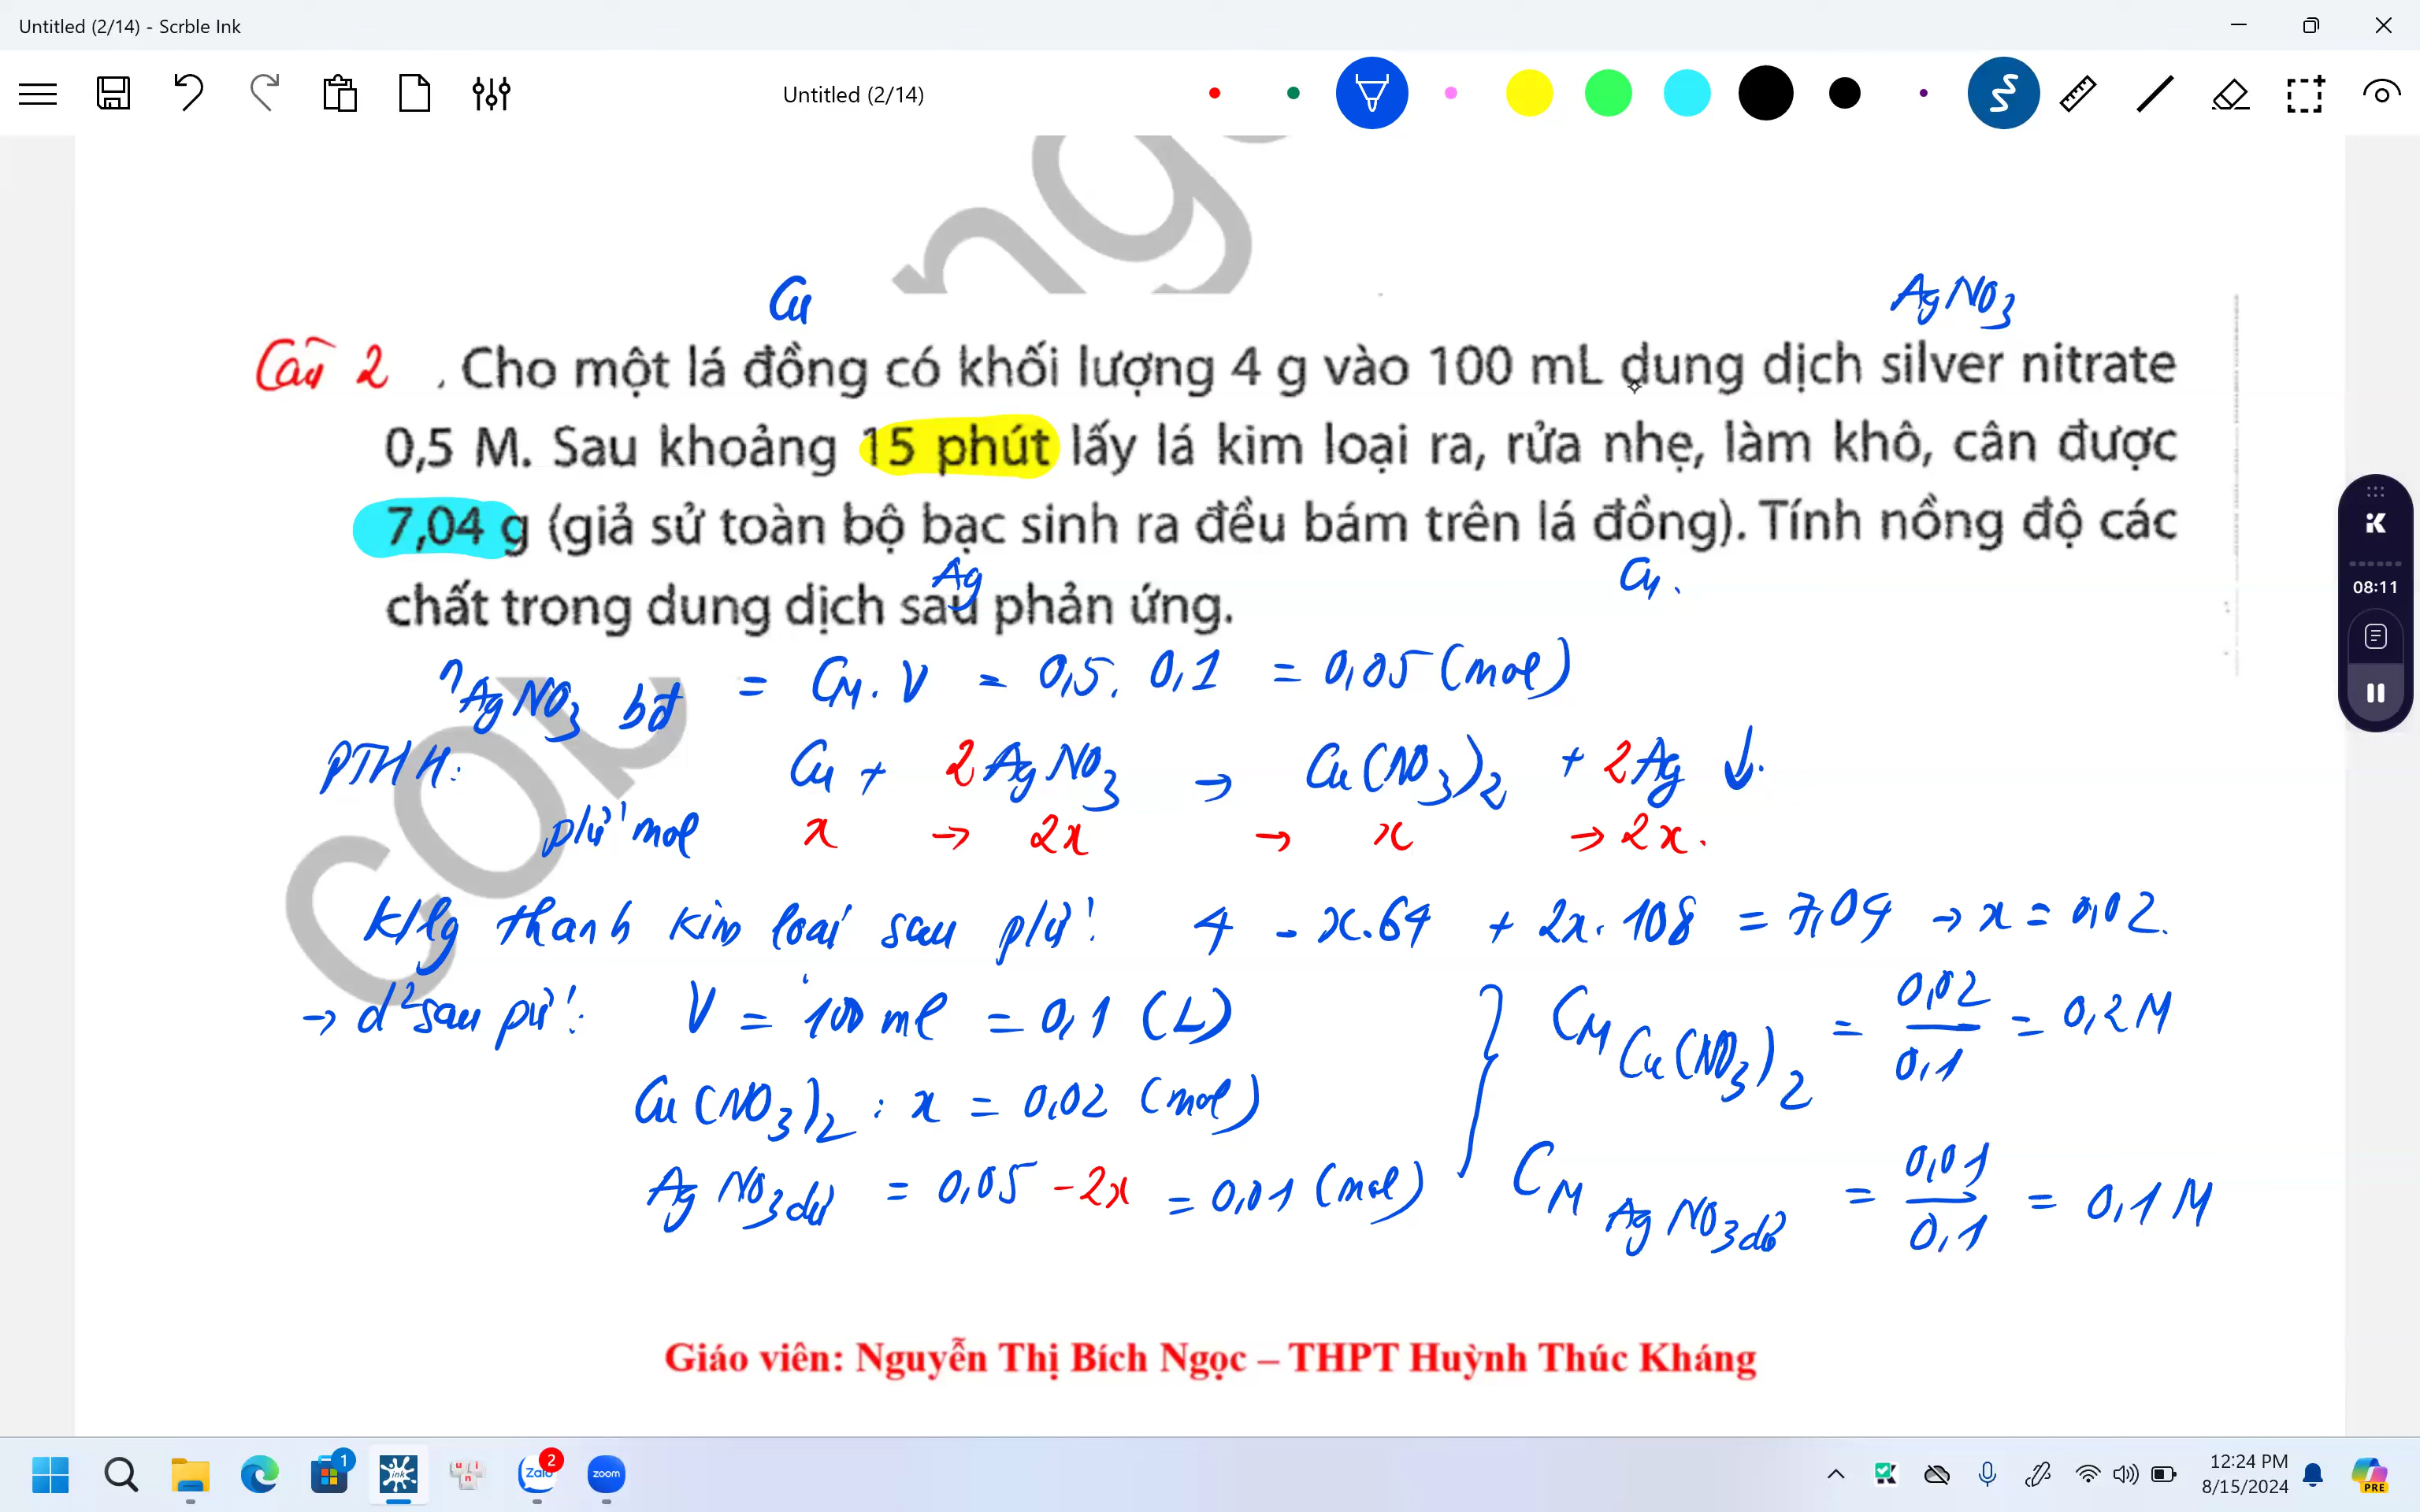 Untitled (2/14) - Scrble Ink
Untitled (2/14)
Cu
AgNO3
Câu 2 . Cho một lá đồng có khối lượng 4 g vào 100 mL dung dịch silver nitrate
0,5 M. Sau khoảng 15 phút lấy lá kim loại ra, rửa nhẹ, làm khô, cân được
7,04 g (giả sử toàn bộ bạc sinh ra đều bám trên lá đồng). Tính nồng độ các
Ag
Cu.
chất trong dung dịch sau phản ứng.
n AgNO3 bđ = CM. V = 0,5. 0,1 = 0,05 (mol)
PTHH: Cu + 2AgNO3 → Cu(NO3)2 + 2Ag ↓.
pư' mol x → 2x → x → 2x.
Klg thanh kim loại sau pư': 4 - x.64 + 2x.108 = 7,04 → x = 0,02.
→ d² sau pư': V = 100 ml = 0,1 (L)
Cu(NO3)2 : x = 0,02 (mol)
AgNO3 dư = 0,05 - 2x = 0,01 (mol)
CM Cu(NO3)2 = 0,02 / 0,1 = 0,2 M
CM AgNO3 dư = 0,01 / 0,1 = 0,1 M
Giáo viên: Nguyễn Thị Bích Ngọc – THPT Huỳnh Thúc Kháng
08:11
1
ink
u i n
Zalo
2
zoom
12:24 PM
8/15/2024
PRE